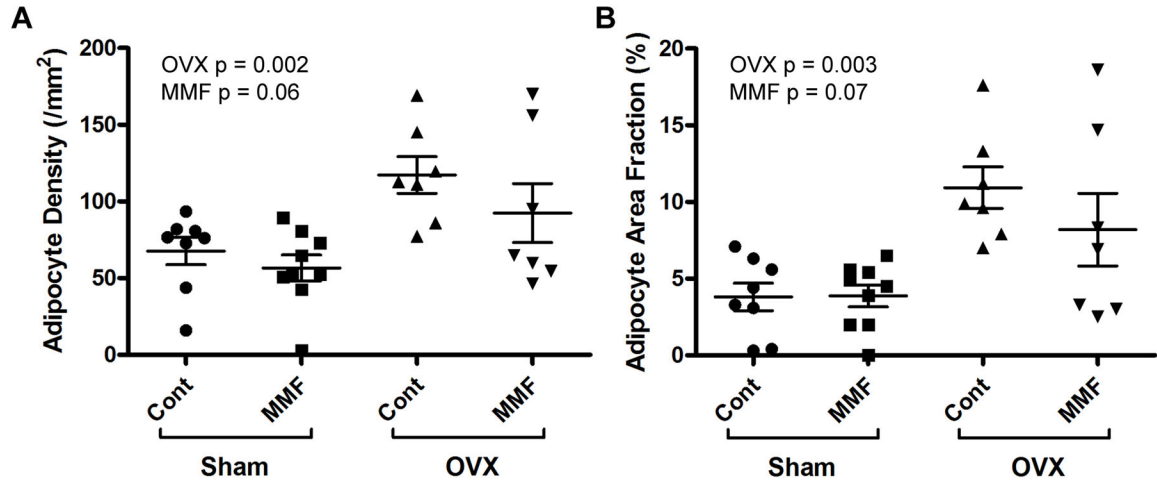 A
Adipocyte Density (/mm²)
200
150
100
50
0
OVX p = 0.002
MMF p = 0.06
Cont
MMF
Cont
MMF
Sham
OVX
B
Adipocyte Area Fraction (%)
20
15
10
5
0
OVX p = 0.003
MMF p = 0.07
Cont
MMF
Cont
MMF
Sham
OVX